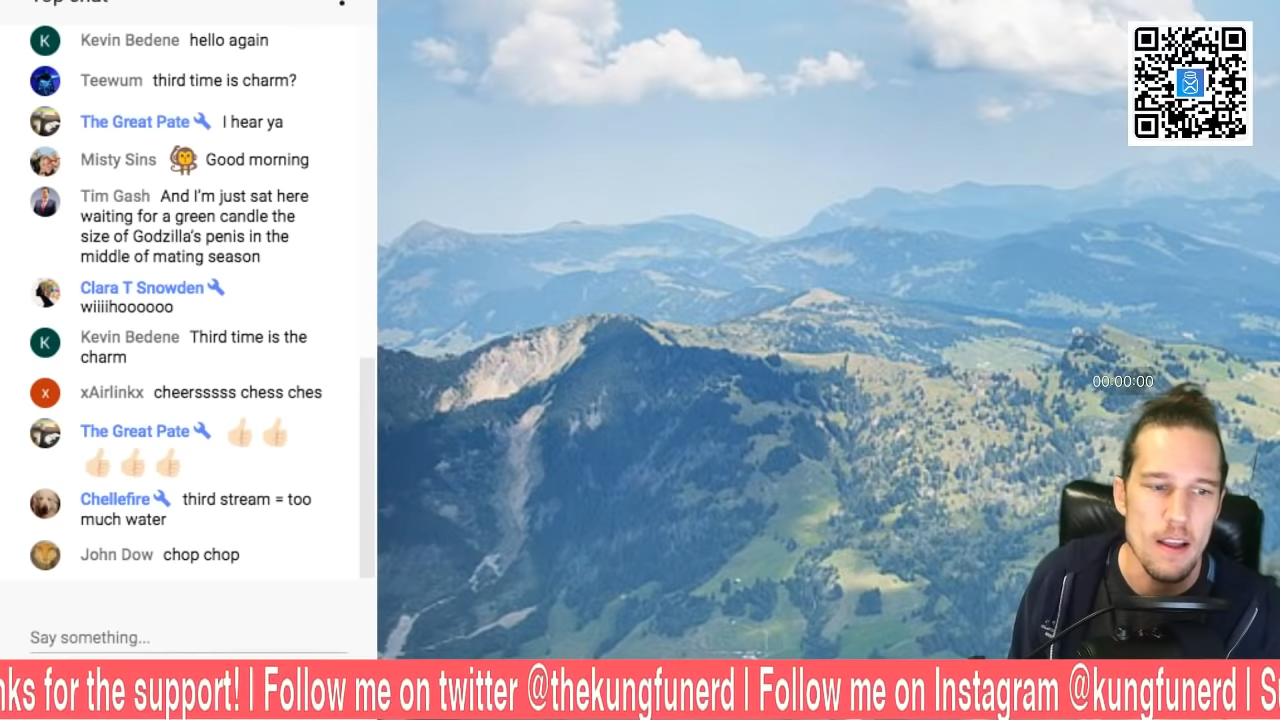 Kevin Bedene hello again
Teewum third time is charm?
The Great Pate I hear ya
Misty Sins Good morning
Tim Gash And I'm just sat here
waiting for a green candle the
size of Godzilla's penis in the
middle of mating season
Clara T Snowden
wiiiihoooooo
Kevin Bedene Third time is the
charm
xAirlinkx cheersssss chess ches
The Great Pate
Chellefire third stream = too
much water
John Dow chop chop
Say something...
00:00:00
for the support! | Follow me on twitter @thekungfunerd | Follow me on Instagram @kungfunerd |